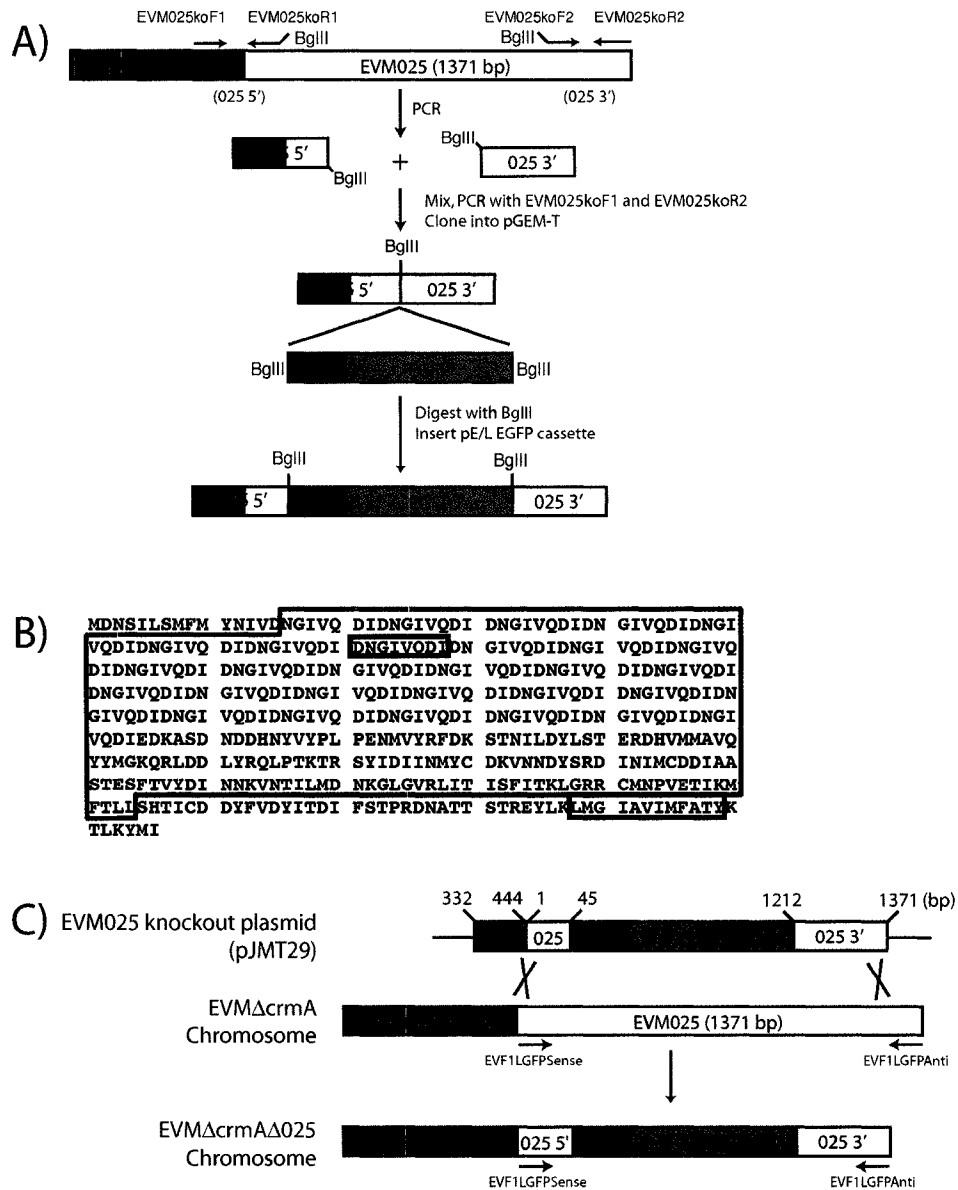 A)
EVM025koF1 EVM025koR1 EVM025koF2 EVM025koR2
BglII BglII
EVM025 (1371 bp)
(025 5') (025 3')
PCR
BglII
5' + 025 3'
BglII
Mix, PCR with EVM025koF1 and EVM025koR2
Clone into pGEM-T
BglII
5' 025 3'
BglII BglII
Digest with BglII
Insert pE/L EGFP cassette
BglII BglII
5' 025 3'
B)
MDNSILSMFM YNIVDNGIVQ DIDNGIVQDI DNGIVQDIDN GIVQDIDNGI
VQDIDNGIVQ DIDNGIVQDI DNGIVQDIDN GIVQDIDNGI VQDIDNGIVQ
DIDNGIVQDI DNGIVQDIDN GIVQDIDNGI VQDIDNGIVQ DIDNGIVQDI
DNGIVQDIDN GIVQDIDNGI VQDIDNGIVQ DIDNGIVQDI DNGIVQDIDN
GIVQDIDNGI VQDIDNGIVQ DIDNGIVQDI DNGIVQDIDN GIVQDIDNGI
VQDIEDKASD NDDHNYVYPL PENMVYRFDK STNILDYLST ERDHVMMAVQ
YYMGKQRLDD LYRQLPTKTR SYIDIINMYC DKVNNDYSRD INIMCDDIAA
STESFTVYDI NNKVNTILMD NKGLGVRLIT ISFITKLGRR CMNPVETIKM
FTLLSHTICD DYFVDYITDI FSTPRDNATT STREYLKLMG IAVIMFATYK
TLKYMI
C)
332 444 1 45 1212 1371 (bp)
EVM025 knockout plasmid
(pJMT29)
025 025 3'
EVMΔcrmA
Chromosome
EVM025 (1371 bp)
EVF1LGFPSense EVF1LGFPAnti
EVMΔcrmAΔ025
Chromosome
025 5' 025 3'
EVF1LGFPSense EVF1LGFPAnti